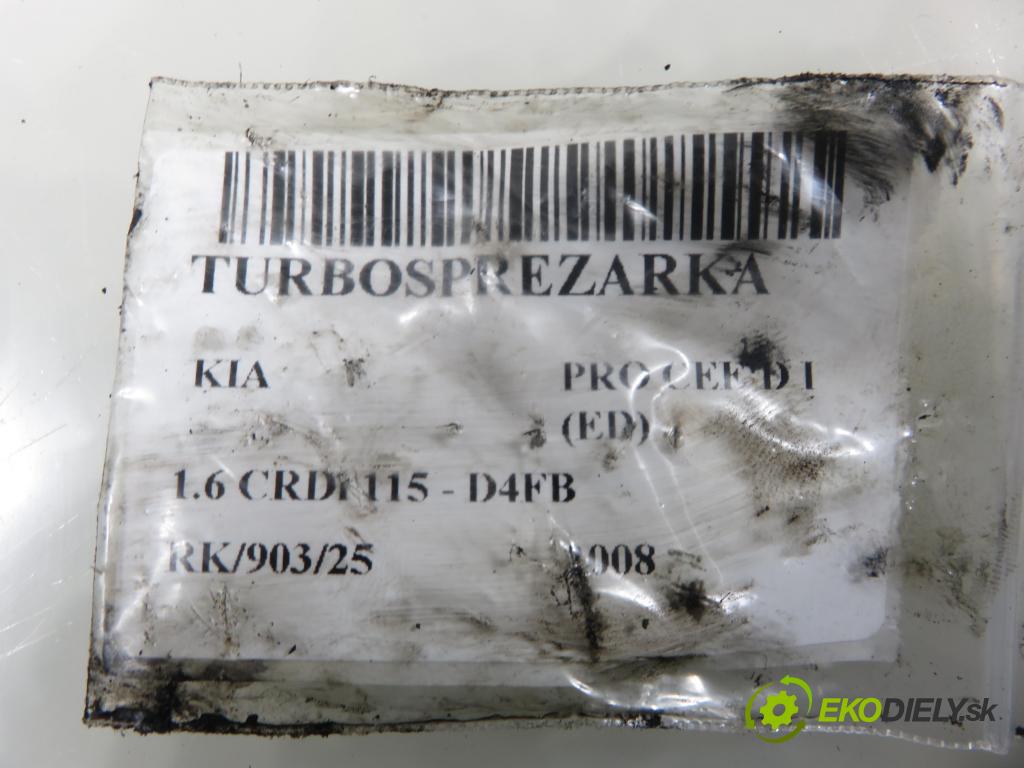 TURBOSPREZARKA
KIA PRO CEE'D I
(ED)
1.6 CRDI 115 - D4FB
RK/903/25 2008
EKODIELY.sk